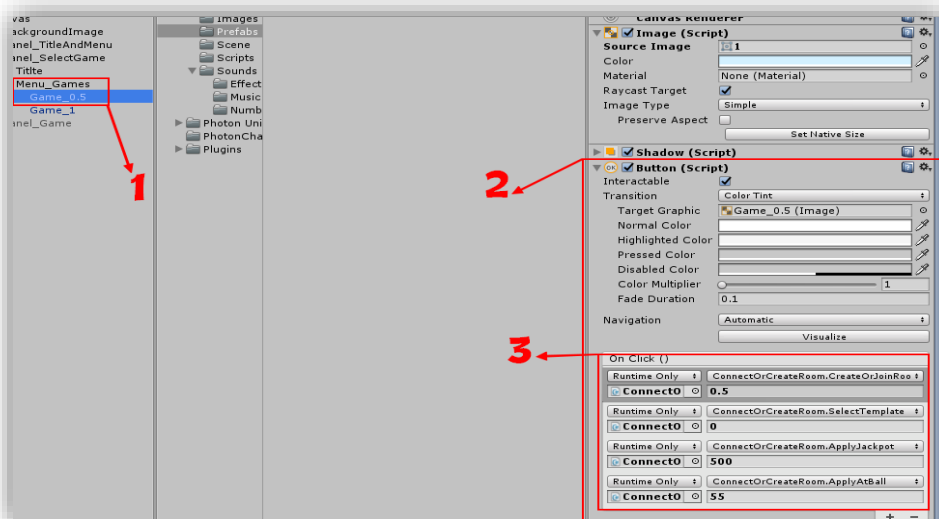 vas
ackgroundImage
anel_TitleAndMenu
anel_SelectGame
Titlte
Menu_Games
Game_0.5
Game_1
anel_Game
1
Images
Prefabs
Scene
Scripts
Sounds
Effect
Music
Numb
Photon Uni
PhotonCha
Plugins
2
3
Canvas Renderer
Image (Script)
Source Image 1
Color
Material None (Material)
Raycast Target
Image Type Simple
Preserve Aspect
Set Native Size
Shadow (Script)
OK Button (Script)
Interactable
Transition Color Tint
Target Graphic Game_0.5 (Image)
Normal Color
Highlighted Color
Pressed Color
Disabled Color
Color Multiplier 1
Fade Duration 0.1
Navigation Automatic
Visualize
On Click ()
Runtime Only ConnectOrCreateRoom.CreateOrJoinRoo
ConnectO 0.5
Runtime Only ConnectOrCreateRoom.SelectTemplate
ConnectO 0
Runtime Only ConnectOrCreateRoom.ApplyJackpot
ConnectO 500
Runtime Only ConnectOrCreateRoom.ApplyAtBall
ConnectO 55
+ −